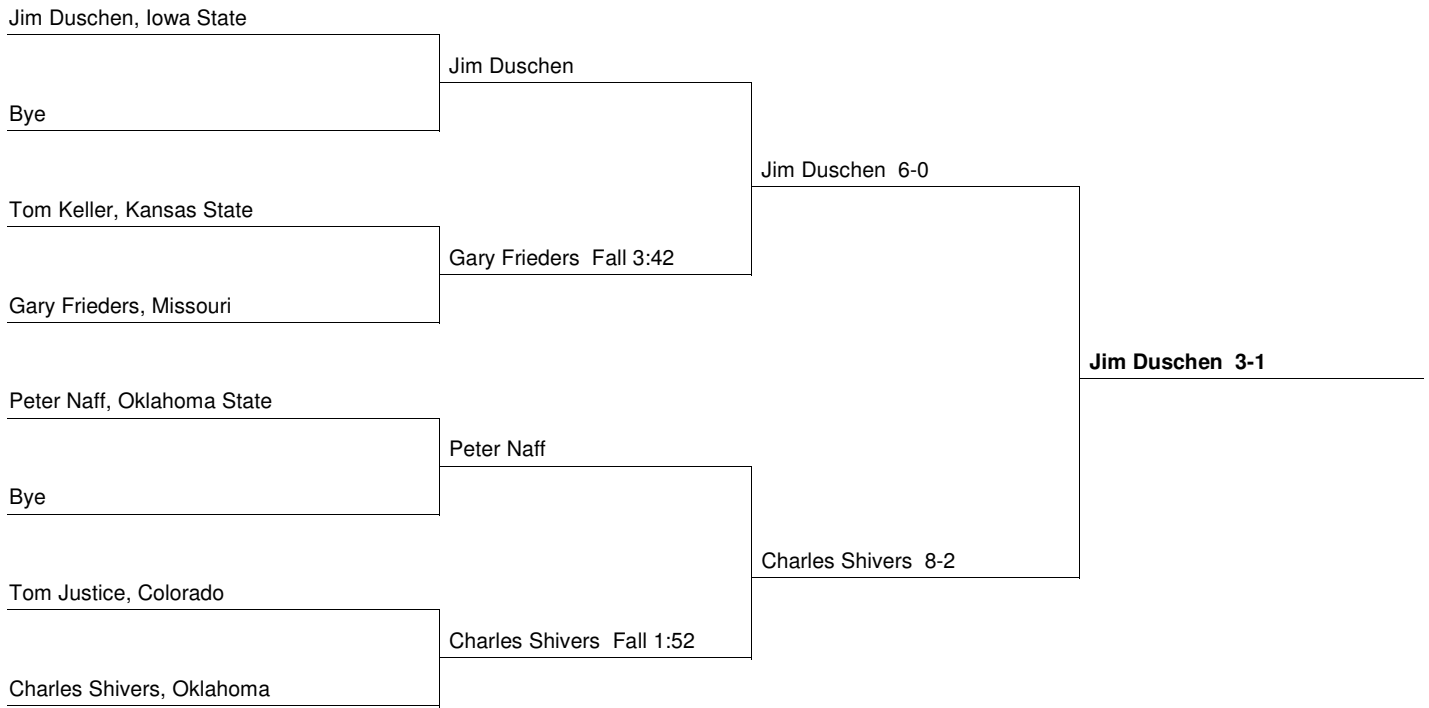 Jim Duschen, Iowa State
Jim Duschen
Bye
Jim Duschen 6-0
Tom Keller, Kansas State
Gary Frieders Fall 3:42
Gary Frieders, Missouri
Jim Duschen 3-1
Peter Naff, Oklahoma State
Peter Naff
Bye
Charles Shivers 8-2
Tom Justice, Colorado
Charles Shivers Fall 1:52
Charles Shivers, Oklahoma